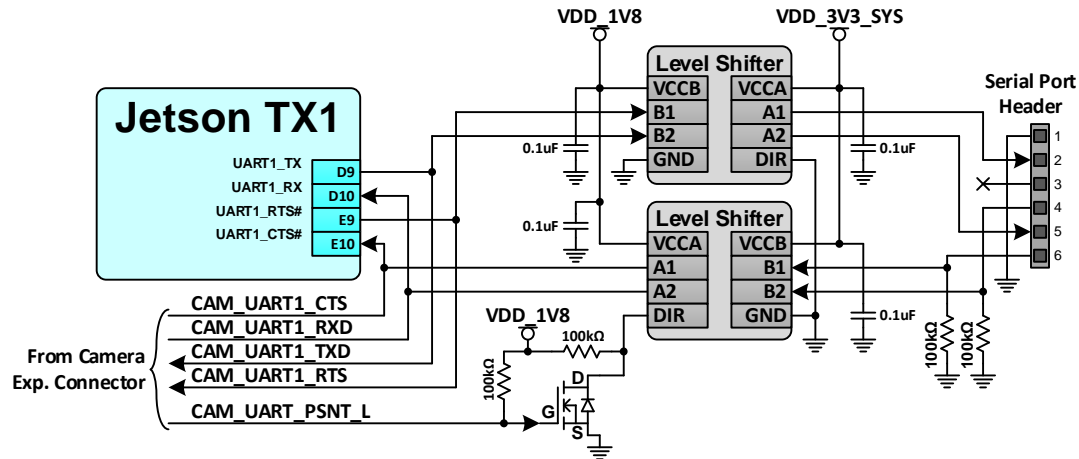 VDD_1V8
VDD_3V3_SYS
Level Shifter
VCCB
VCCA
B1
A1
B2
A2
GND
DIR
0.1uF
0.1uF
Serial Port
Header
1
2
3
4
5
6
Jetson TX1
UART1_TX
D9
UART1_RX
D10
UART1_RTS#
E9
UART1_CTS#
E10
0.1uF
Level Shifter
VCCA
VCCB
A1
B1
A2
B2
DIR
GND
0.1uF
100kΩ
100kΩ
From Camera
Exp. Connector
CAM_UART1_CTS
CAM_UART1_RXD
CAM_UART1_TXD
CAM_UART1_RTS
CAM_UART_PSNT_L
VDD_1V8
100kΩ
100kΩ
D
G
S